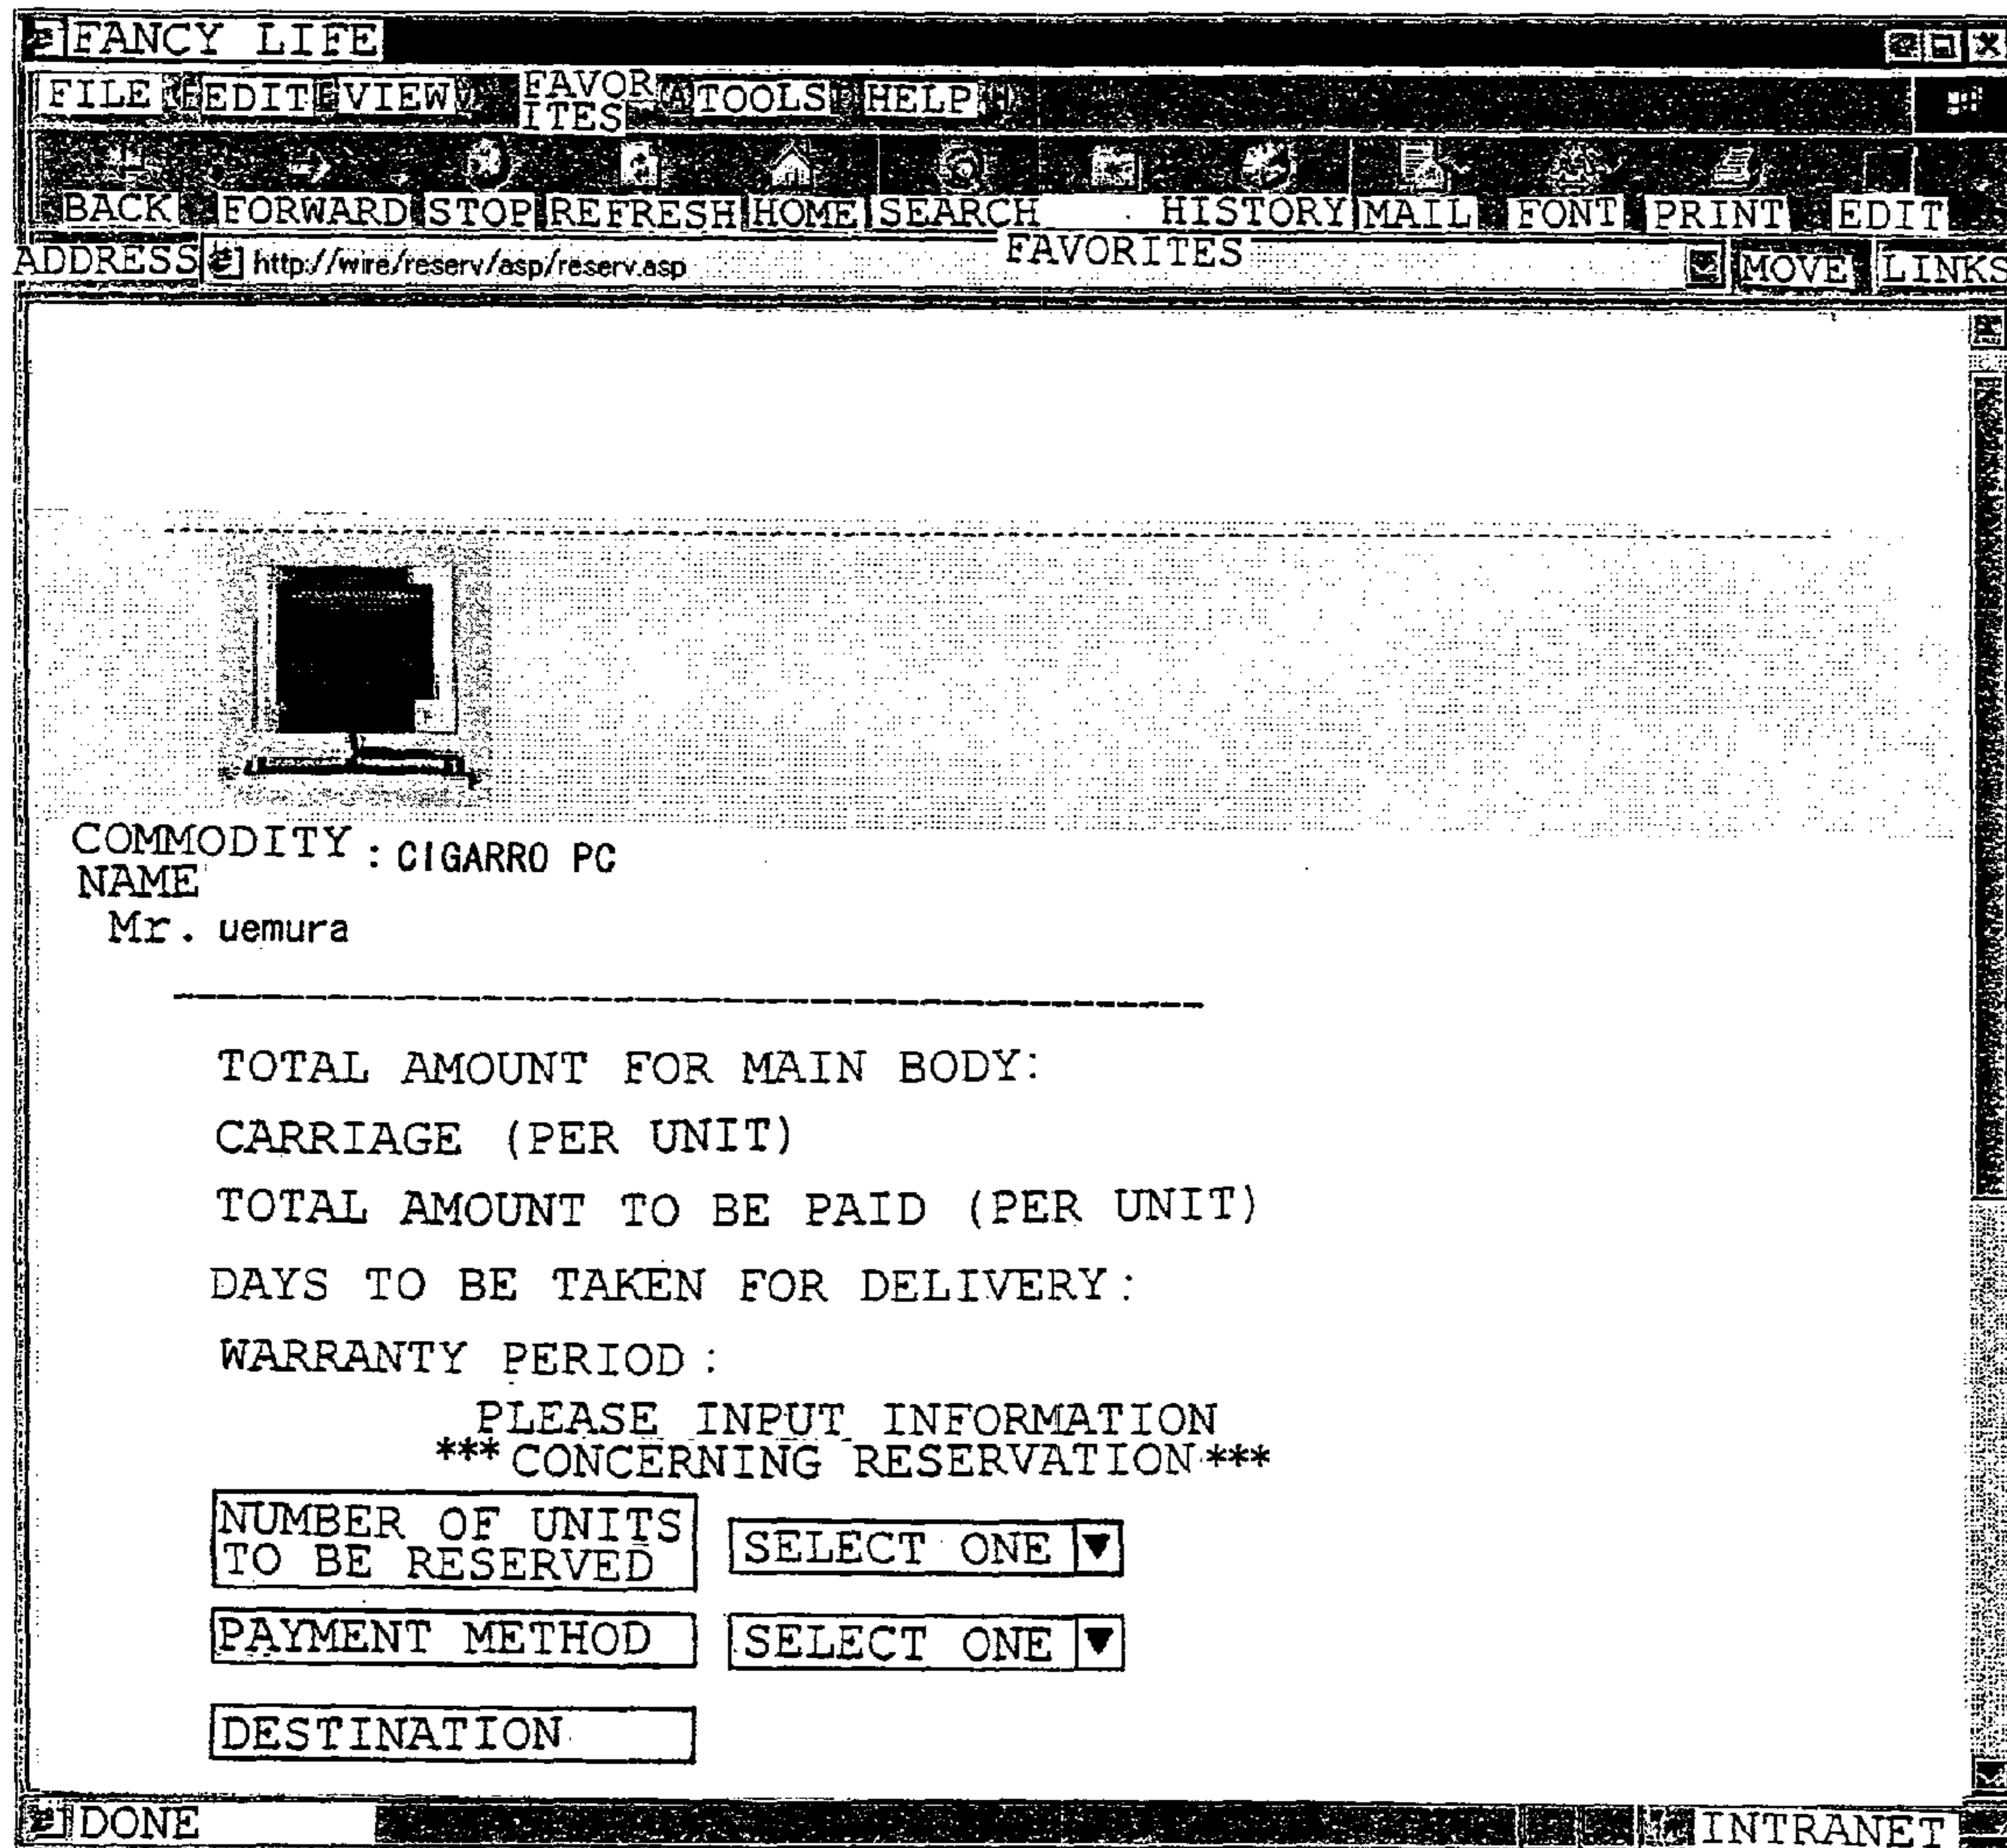 FANCY LIFE
FILE EDIT VIEW FAVOR TOOLS HELP
ITES
BACK FORWARD STOP REFRESH HOME SEARCH HISTORY MAIL FONT PRINT EDIT
FAVORITES
ADDRESS http://wire/reserv/asp/reserv.asp MOVE LINKS
COMMODITY : CIGARRO PC
NAME
Mr. uemura
TOTAL AMOUNT FOR MAIN BODY:
CARRIAGE (PER UNIT)
TOTAL AMOUNT TO BE PAID (PER UNIT)
DAYS TO BE TAKEN FOR DELIVERY:
WARRANTY PERIOD:
PLEASE INPUT INFORMATION
***CONCERNING RESERVATION***
NUMBER OF UNITS
TO BE RESERVED
SELECT ONE ▼
PAYMENT METHOD SELECT ONE ▼
DESTINATION
DONE INTRANET